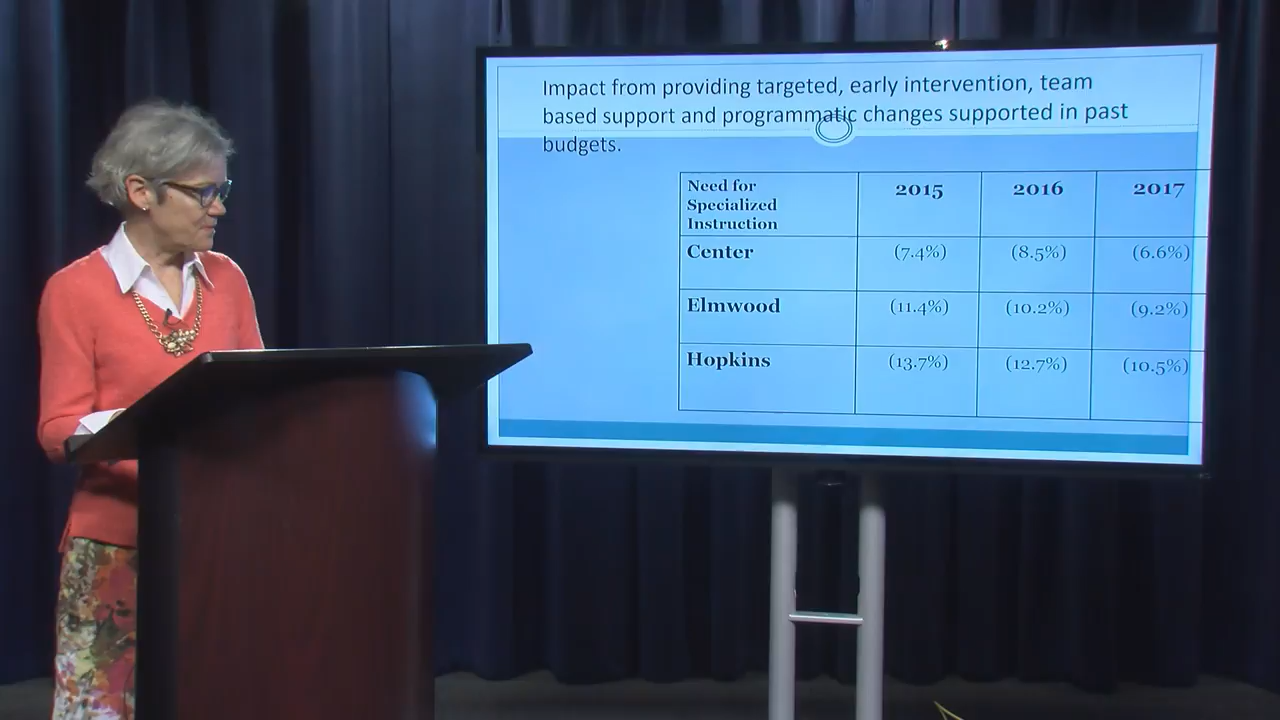 Impact from providing targeted, early intervention, team
based support and programmatic changes supported in past
budgets.
Need for
Specialized
Instruction
2015
2016
2017
Center
(7.4%)
(8.5%)
(6.6%)
Elmwood
(11.4%)
(10.2%)
(9.2%)
Hopkins
(13.7%)
(12.7%)
(10.5%)